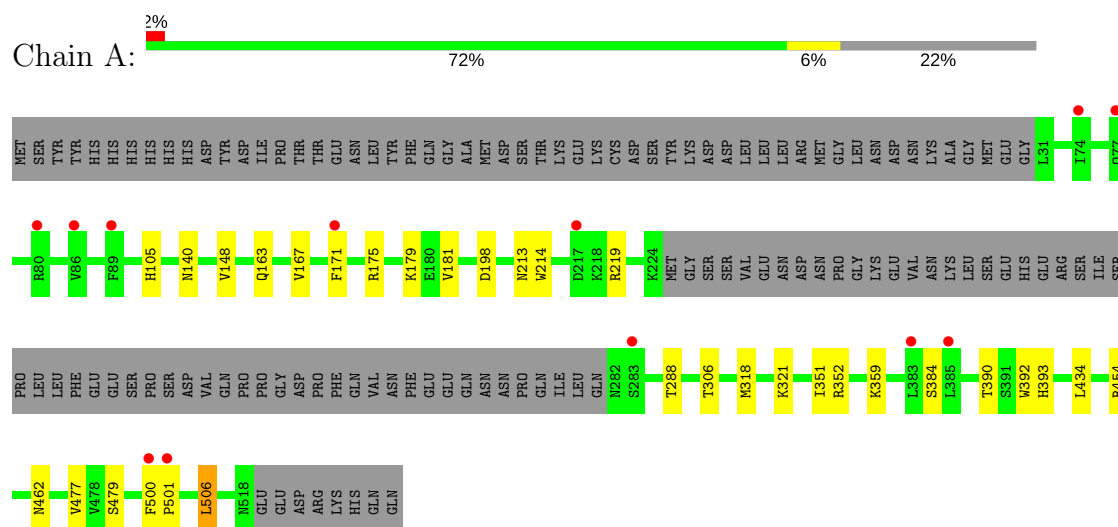 2%
Chain A:
72% 6% 22%
MET SER TYR TYR HIS HIS HIS HIS HIS HIS ASP TYR ASP ILE PRO THR THR GLU ASN LEU TYR PHE GLN GLY ALA MET ASP SER THR LYS GLU LYS CYS ASP SER TYR LYS ASP ASP LEU LEU LEU ARG MET GLY LEU ASN ASP ASN LYS ALA GLY MET GLU GLY L31 I74 Q77
R80 V86 F89 H105 N140 V148 Q163 V167 F171 R175 K179 E180 V181 D198 N213 W214 D217 K218 R219 K224 MET GLY SER SER VAL GLU ASN ASP ASN PRO GLY LYS GLU VAL ASN LYS LEU SER GLU HIS GLU ARG SER ILE SER
PRO LEU LEU PHE GLU GLU SER PRO SER ASP VAL GLN PRO PRO GLY ASP PRO PHE GLN VAL ASN PHE GLU GLU GLN ASN ASN PRO GLN ILE LEU GLN N282 S283 T288 T306 M318 K321 I351 R352 K359 L383 S384 L385 T390 S391 W392 H393 L434 R454
N462 V477 V478 S479 F500 P501 L506 N518 GLU GLU ASP ARG LYS HIS GLN GLN